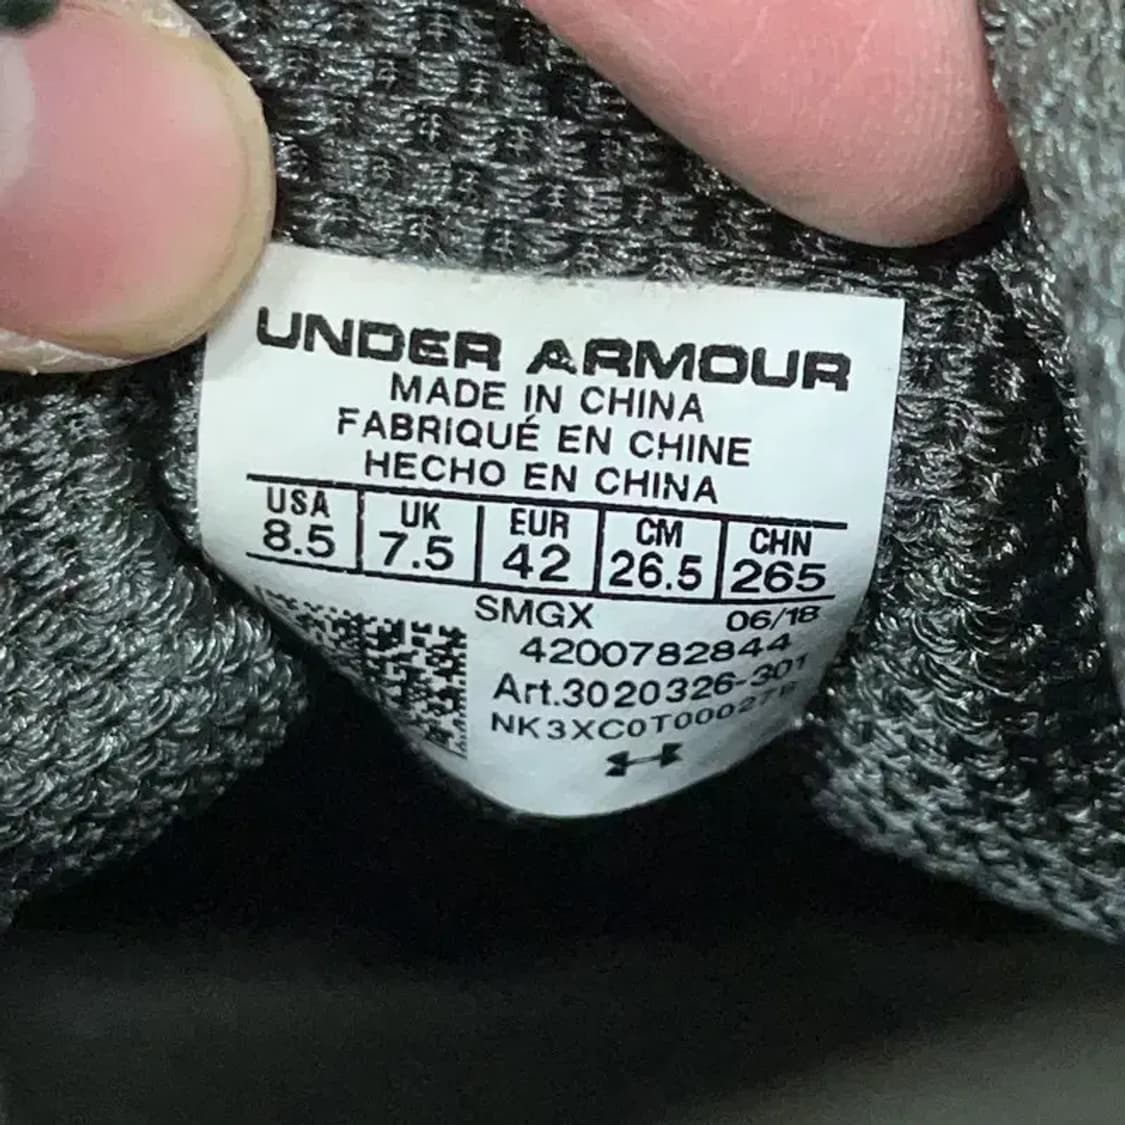 UNDER ARMOUR
MADE IN CHINA
FABRIQUÉ EN CHINE
HECHO EN CHINA
USA UK EUR CM CHN
8.5 7.5 42 26.5 265
SMGX 06/18
4200782844
Art.3020326-301